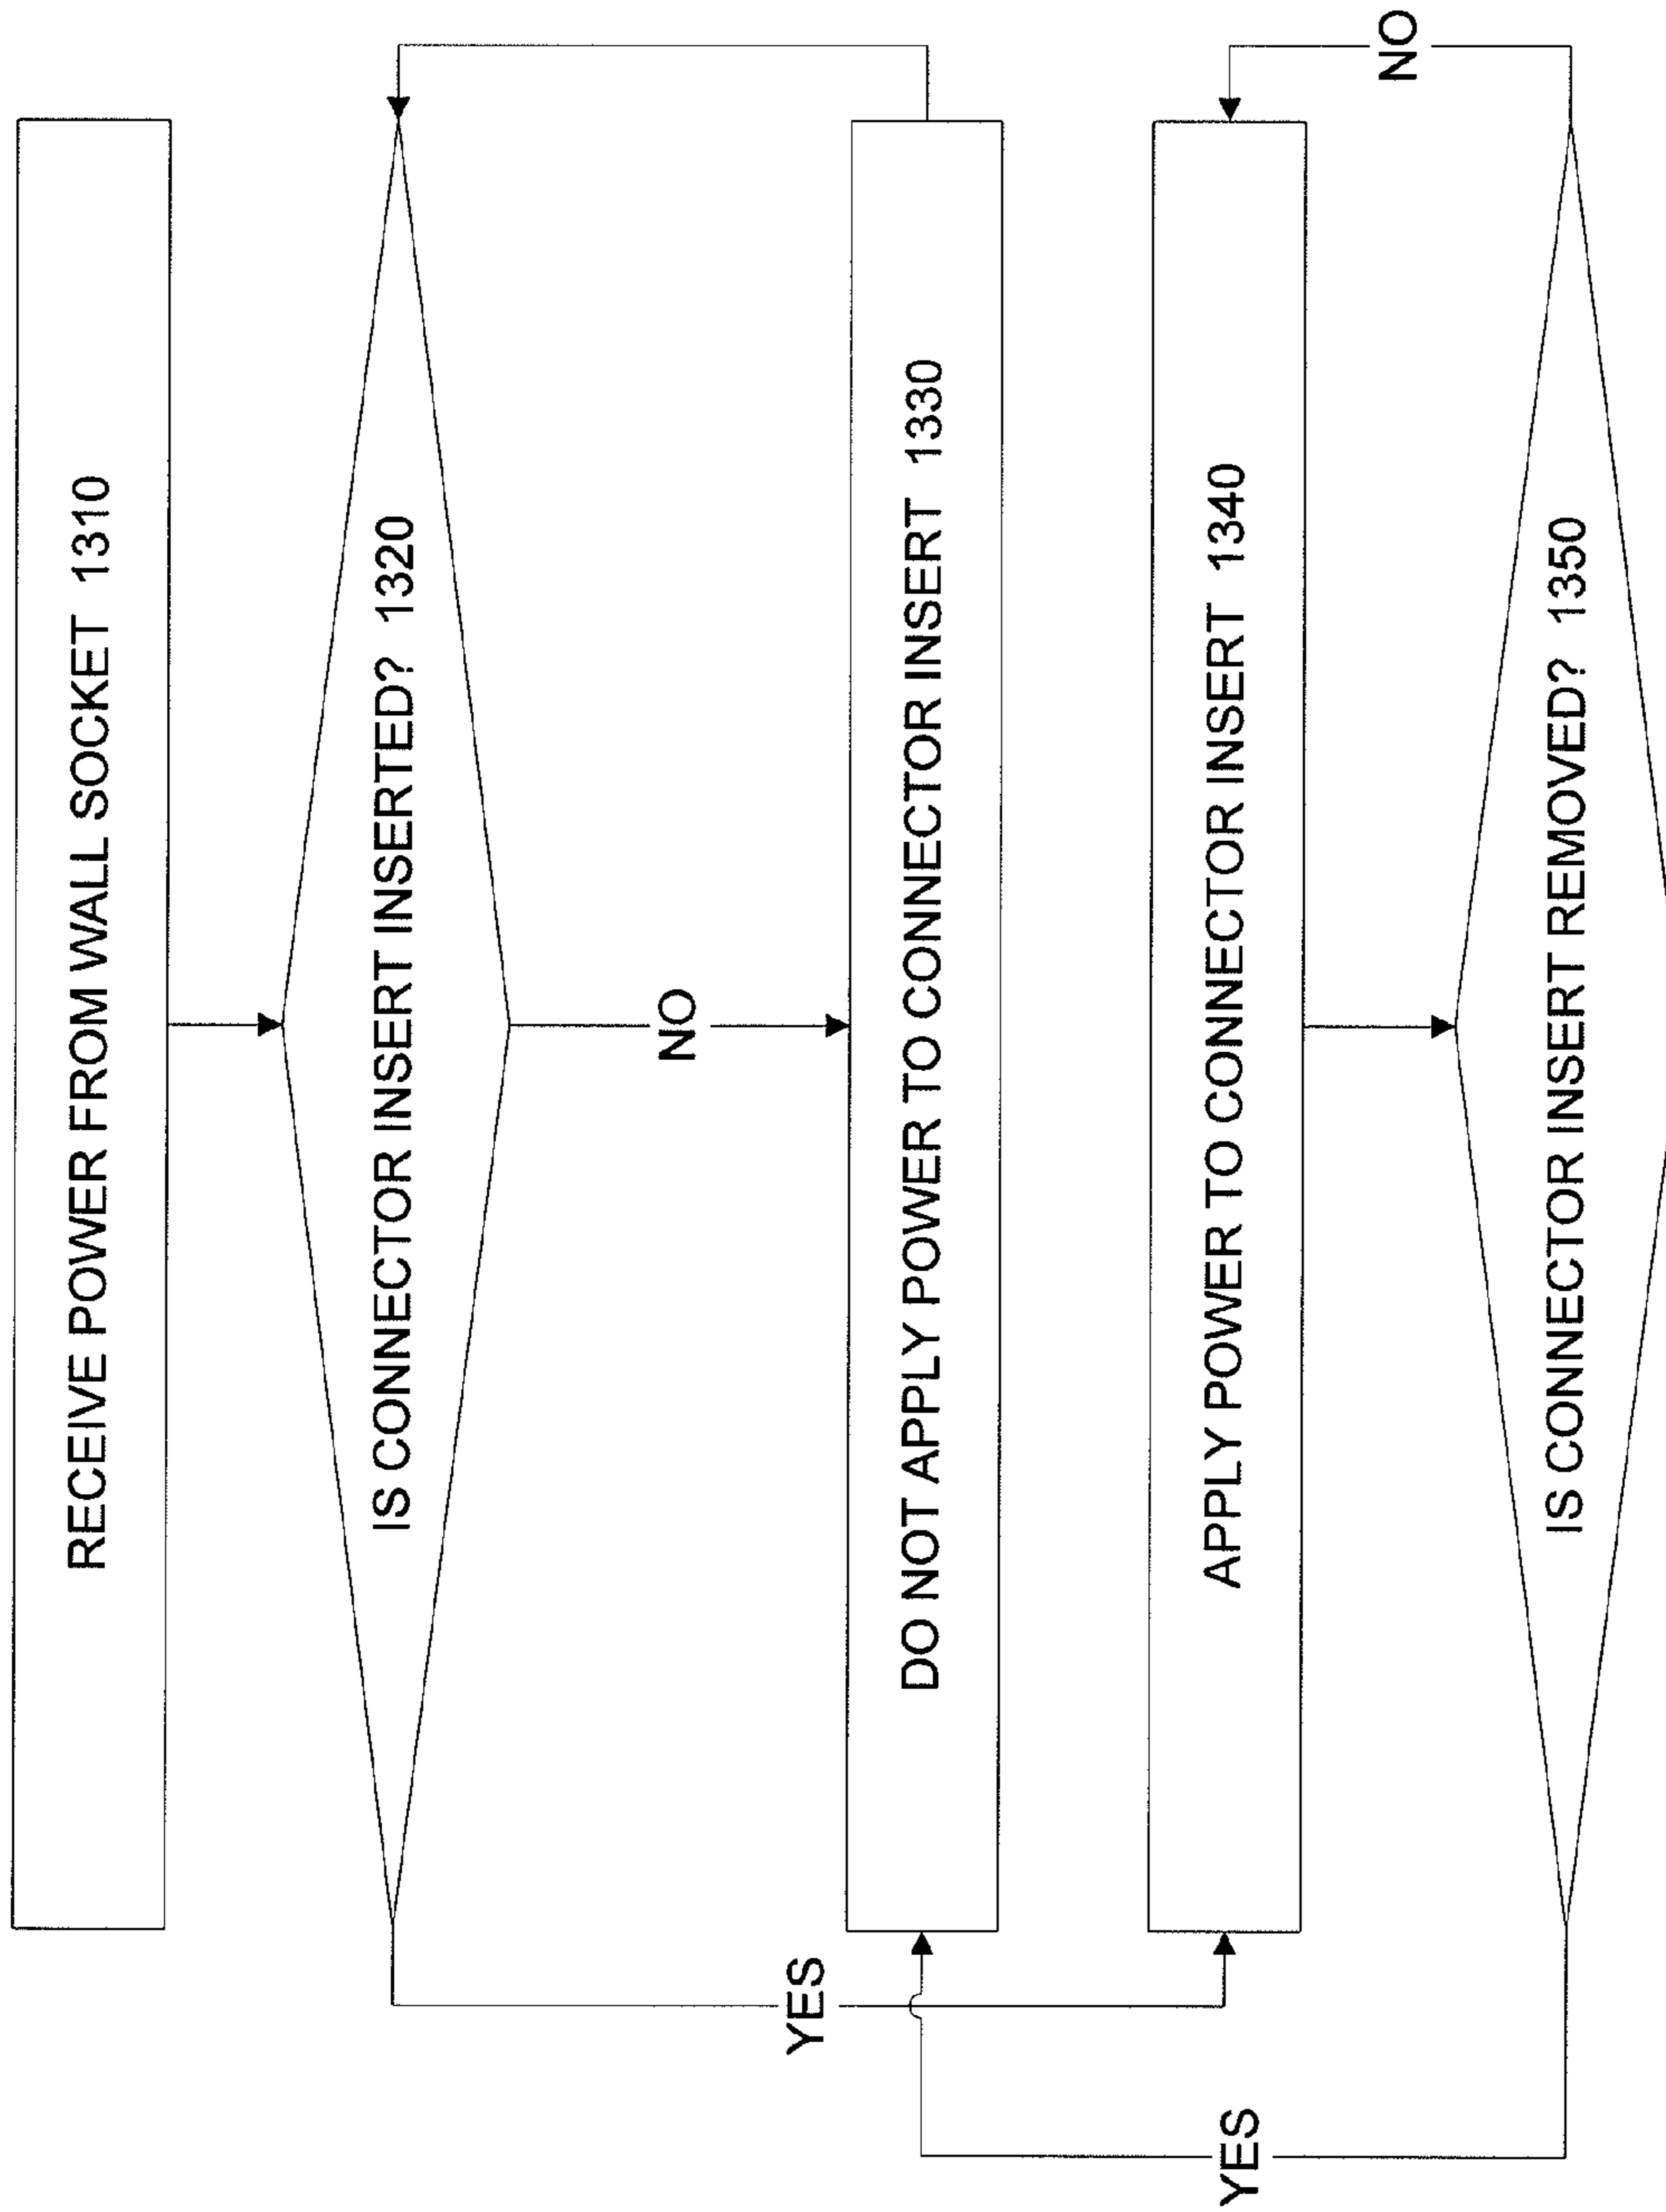 RECEIVE POWER FROM WALL SOCKET 1310
IS CONNECTOR INSERT INSERTED? 1320
NO
YES
DO NOT APPLY POWER TO CONNECTOR INSERT 1330
APPLY POWER TO CONNECTOR INSERT 1340
YES
NO
IS CONNECTOR INSERT REMOVED? 1350